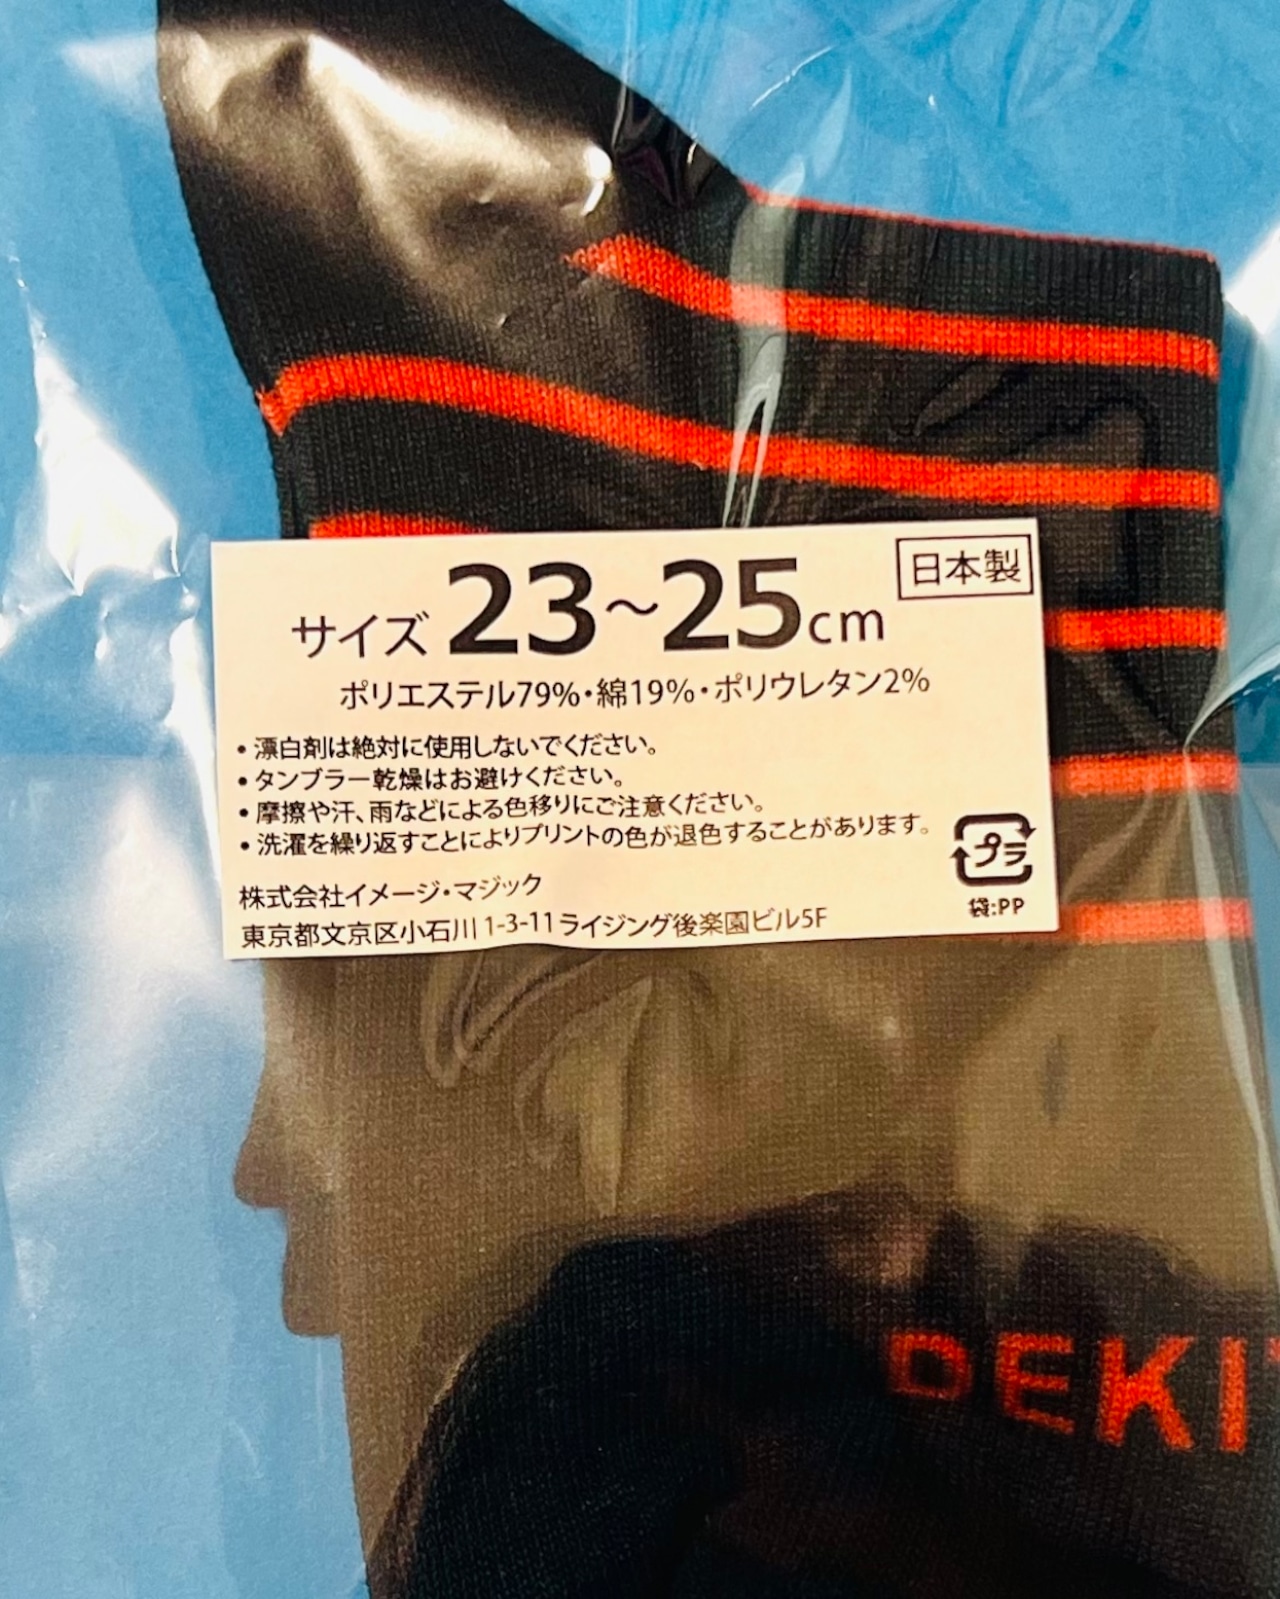 日本製
サイズ 23～25cm
ポリエステル79%・綿19%・ポリウレタン2%
• 漂白剤は絶対に使用しないでください。
• タンブラー乾燥はお避けください。
• 摩擦や汗、雨などによる色移りにご注意ください。
• 洗濯を繰り返すことによりプリントの色が退色することがあります。
プラ
袋:PP
株式会社イメージ・マジック
東京都文京区小石川 1-3-11 ライジング後楽園ビル5F
DEKI